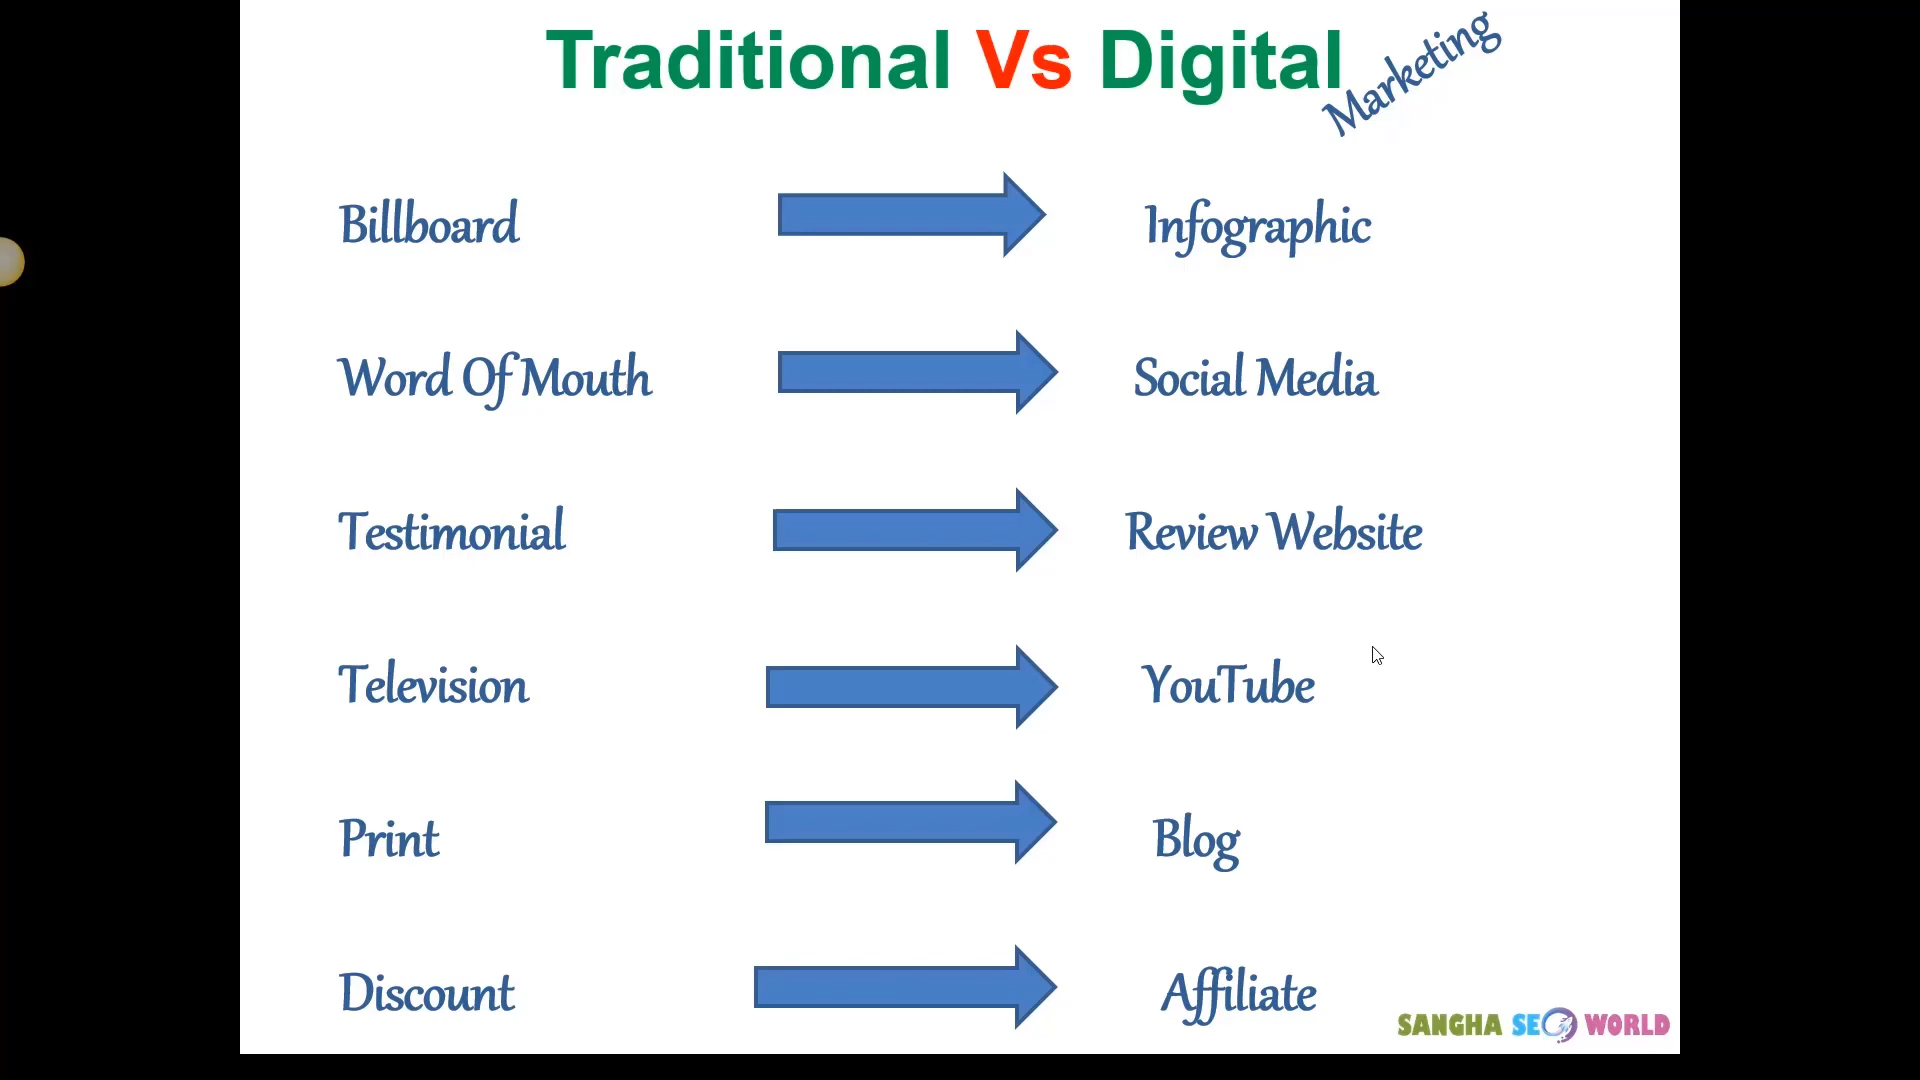 Traditional Vs Digital Marketing
Billboard Infographic
Word Of Mouth Social Media
Testimonial Review Website
Television YouTube
Print Blog
Discount Affiliate
SANGHA SEO WORLD